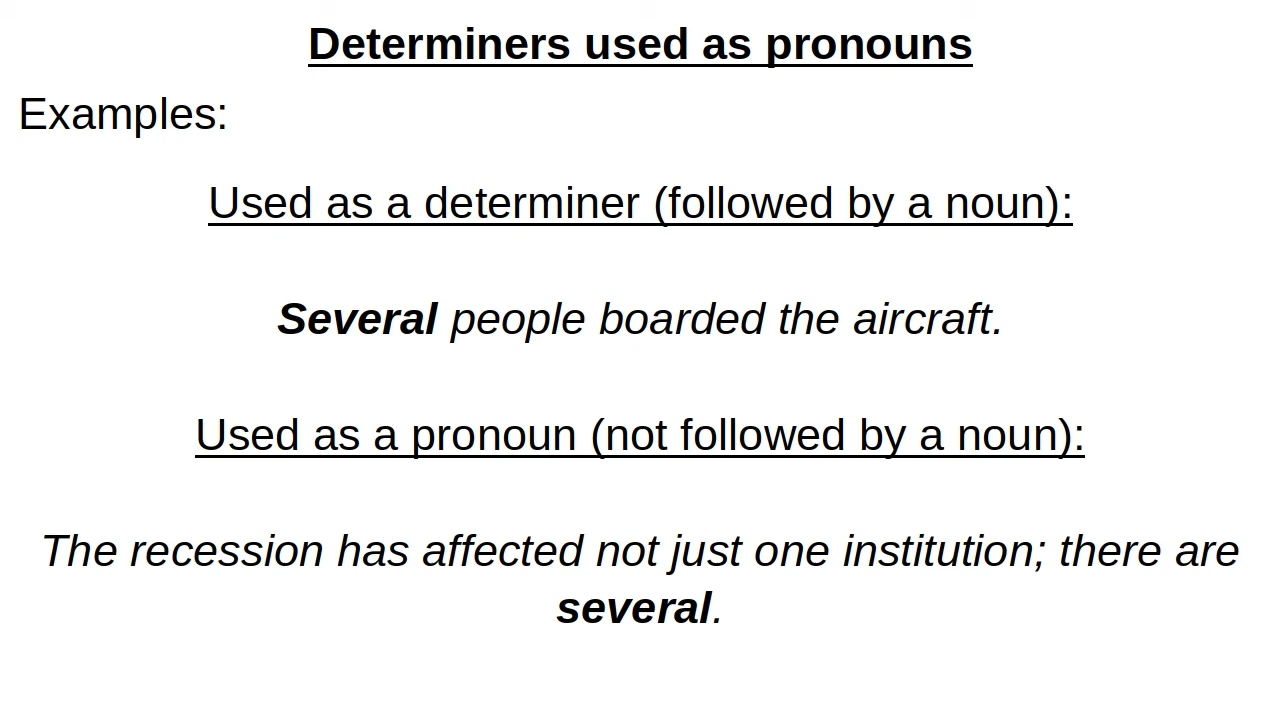 Determiners used as pronouns
Examples:
Used as a determiner (followed by a noun):
Several people boarded the aircraft.
Used as a pronoun (not followed by a noun):
The recession has affected not just one institution; there are
several.